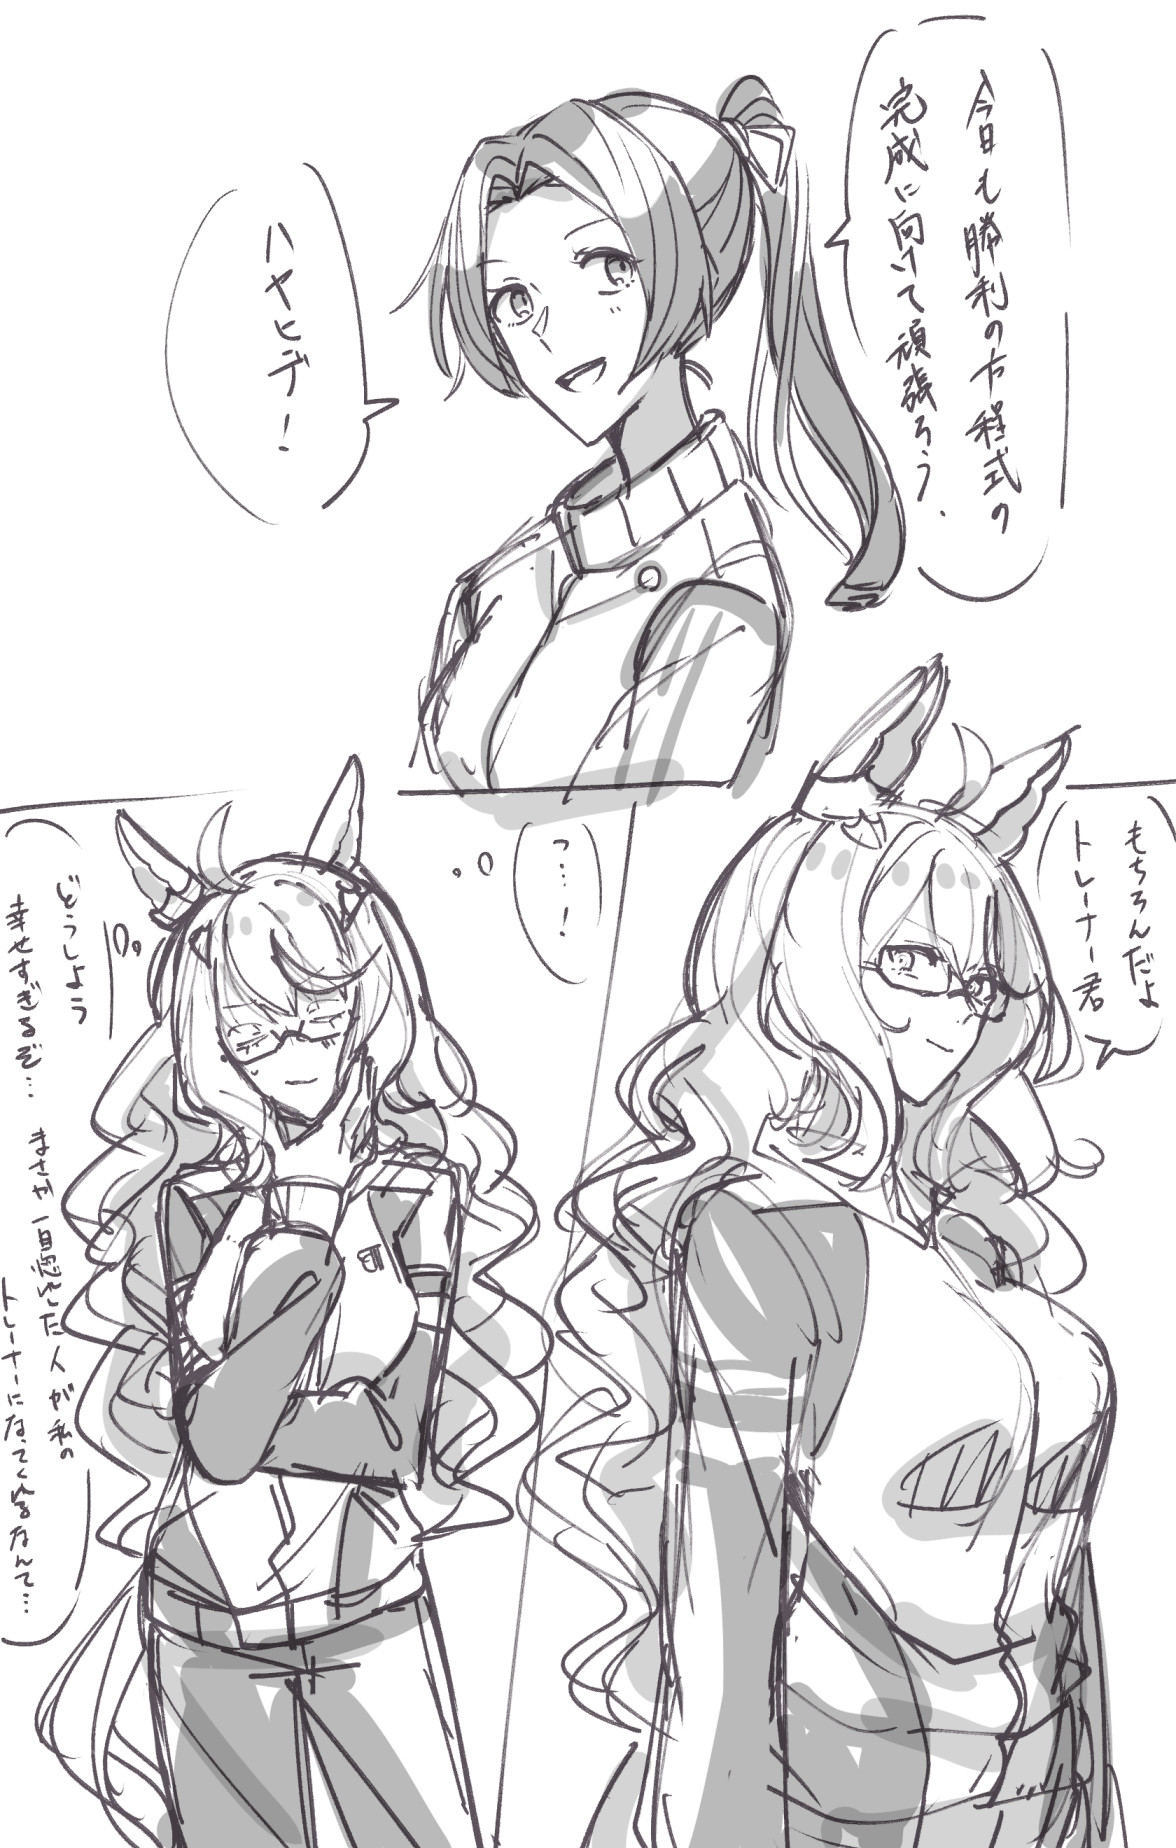 今日も勝利の方程式の
完成に向けて頑張ろう.
ハヤヒデ!
もちろんだよ
トレーナー君
っ…!
どうしよう
幸せすぎるぞ…
まさか一目惚れした人が私の
トレーナーになってくれるなんて…